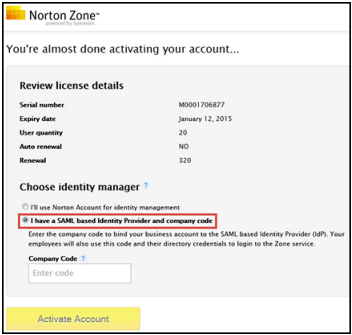 Norton Zone™
powered by Symantec
You're almost done activating your account...
Review license details
Serial number M0001706877
Expiry date January 12, 2015
User quantity 20
Auto renewal NO
Renewal 320
Choose identity manager ?
I'll use Norton Account for identity management
I have a SAML based Identity Provider and company code
Enter the company code to bind your business account to the SAML based Identity Provider (IdP). Your
employees will also use this code and their directory credentials to login to the Zone service.
Company Code ?
Enter code
Activate Account